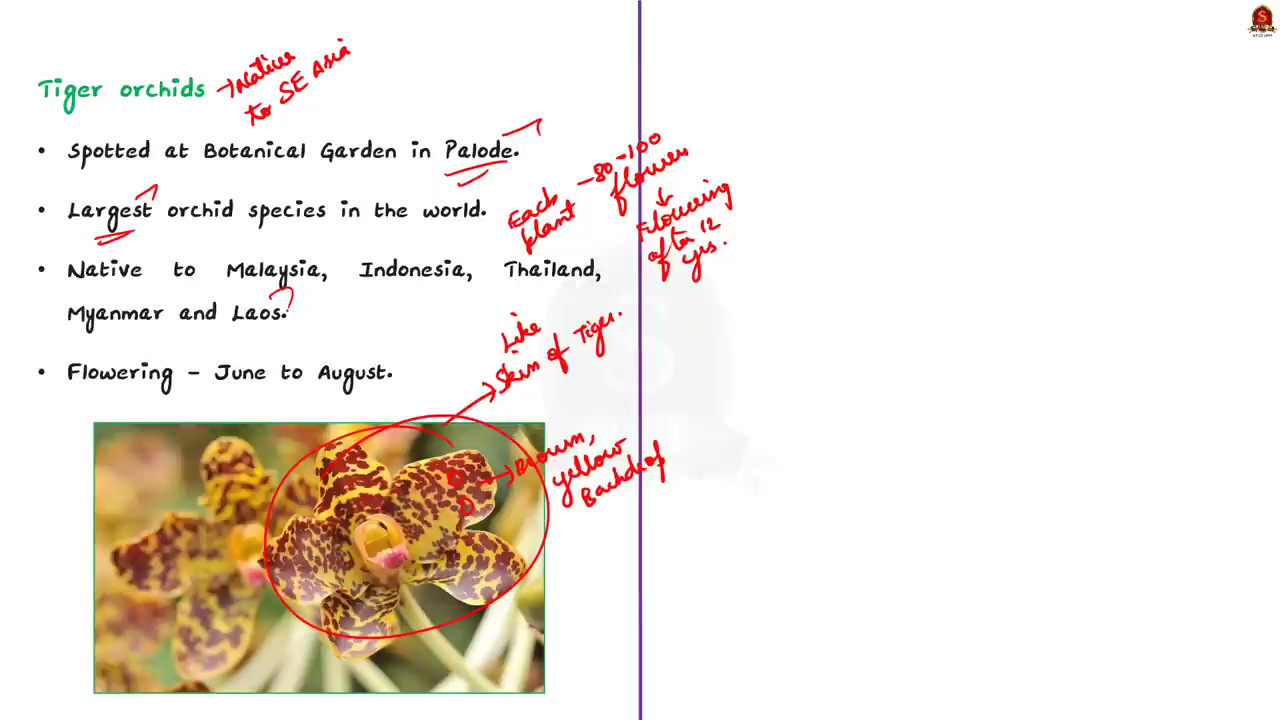 Tiger orchids
→Native
to SE Asia
• Spotted at Botanical Garden in Palode.
• Largest orchid species in the world.
Each
plant
-80-100
flowers
↓
Flowering
after 12
yrs.
• Native to Malaysia, Indonesia, Thailand,
Myanmar and Laos.
• Flowering - June to August.
Like
Skin of Tiger.
→Brown,
yellow
Backdrop